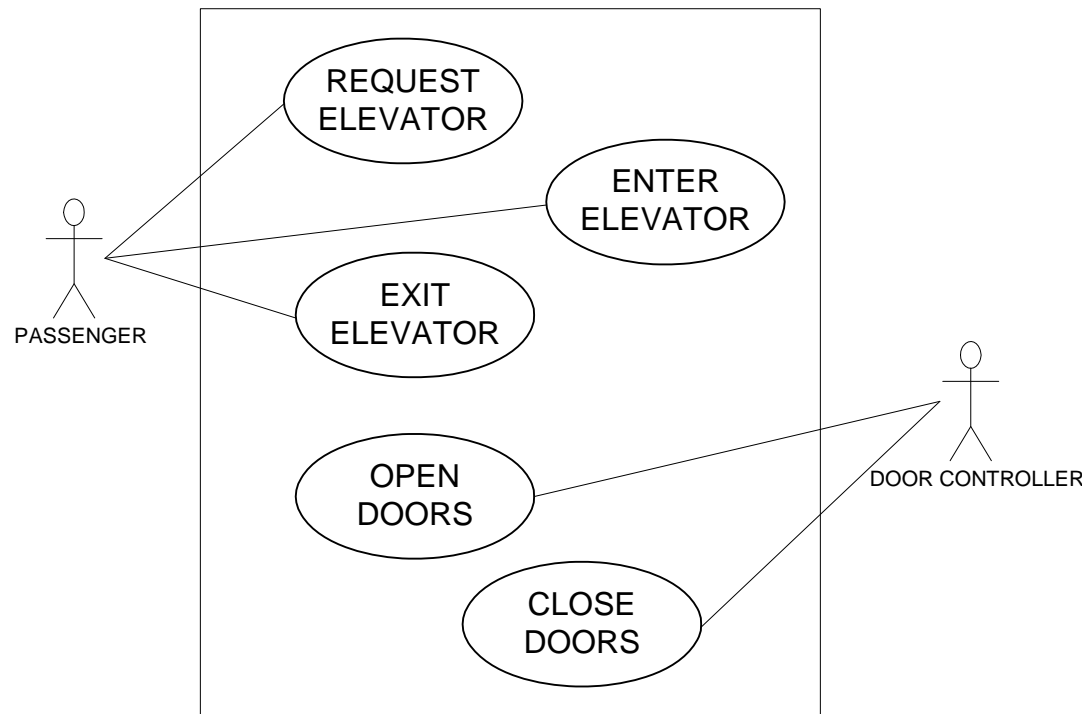 REQUEST
ELEVATOR
ENTER
ELEVATOR
EXIT
ELEVATOR
PASSENGER
OPEN
DOORS
DOOR CONTROLLER
CLOSE
DOORS